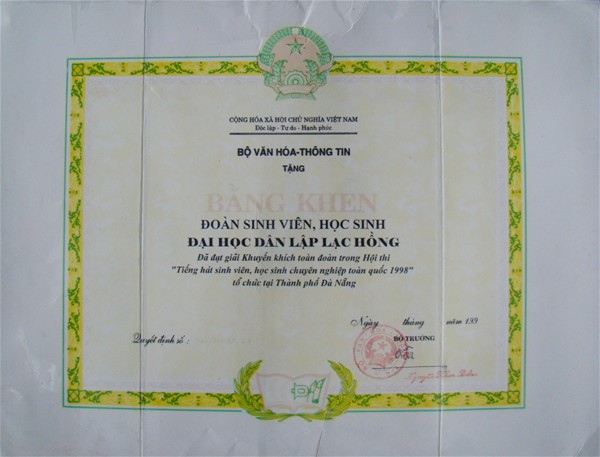 CỘNG HÒA XÃ HỘI CHỦ NGHĨA VIỆT NAM
Độc lập - Tự do - Hạnh phúc
BỘ VĂN HÓA-THÔNG TIN
TẶNG
BẰNG KHEN
ĐOÀN SINH VIÊN, HỌC SINH
ĐẠI HỌC DÂN LẬP LẠC HỒNG
Đã đạt giải Khuyến khích toàn đoàn trong Hội thi
"Tiếng hát sinh viên, học sinh chuyên nghiệp toàn quốc 1998"
tổ chức tại Thành phố Đà Nẵng
Ngày tháng năm 199
Quyết định số :
BỘ TRƯỞNG